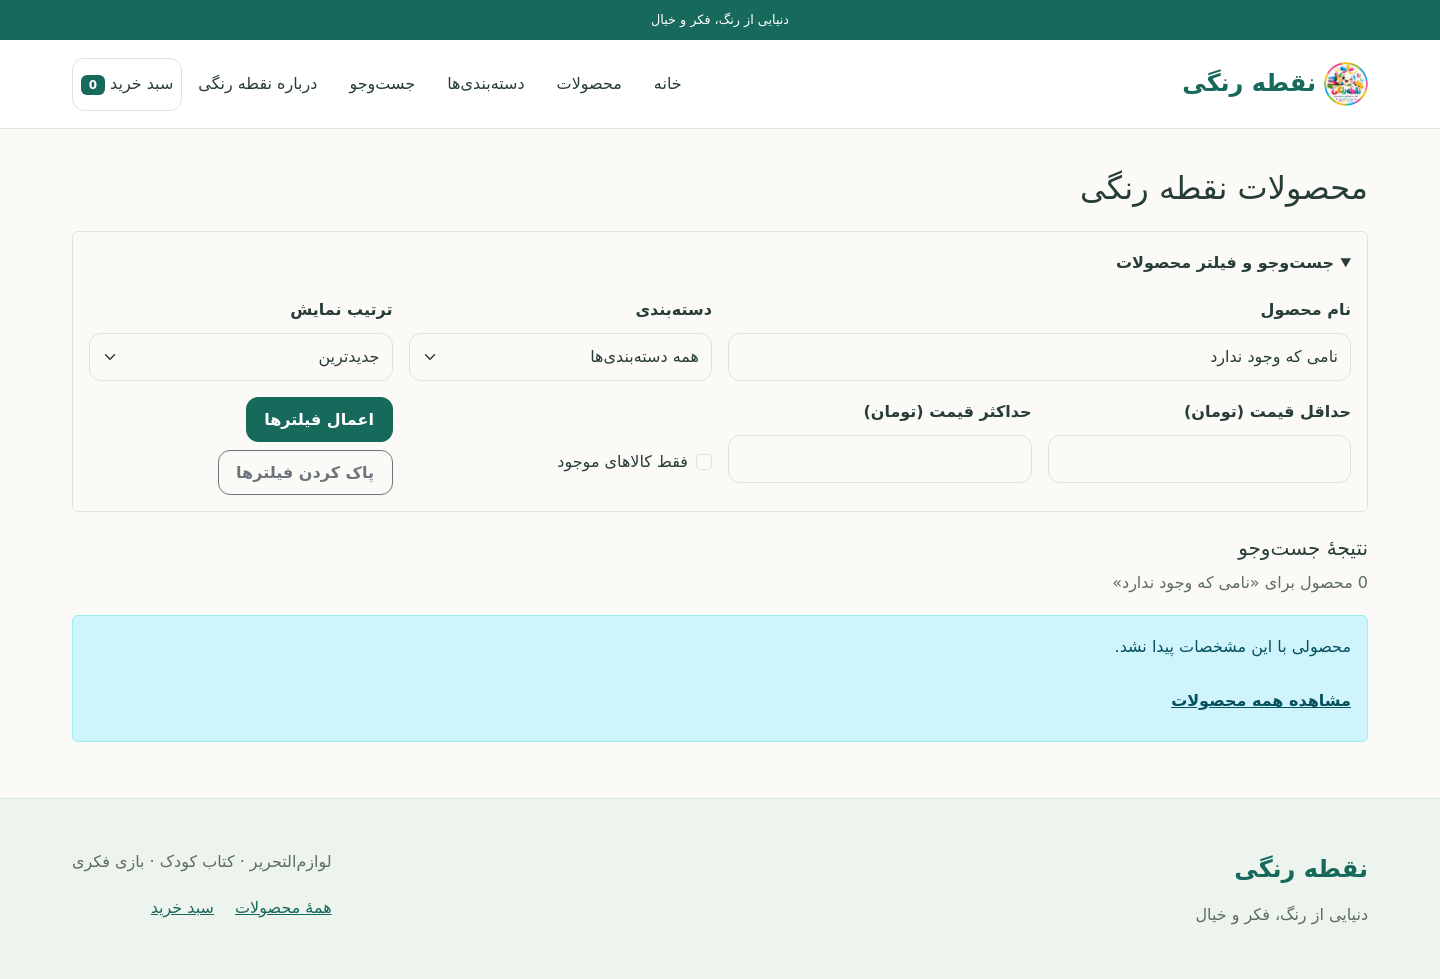 دنیایی از رنگ، فکر و خیال
نقطه رنگی
خانه
محصولات
دسته‌بندی‌ها
جست‌وجو
درباره نقطه رنگی
سبد خرید 0
محصولات نقطه رنگی
جست‌وجو و فیلتر محصولات
نام محصول
دسته‌بندی
ترتیب نمایش
نامی که وجود ندارد
همه دسته‌بندی‌ها
جدیدترین
حداقل قیمت (تومان)
حداکثر قیمت (تومان)
فقط کالاهای موجود
اعمال فیلترها
پاک کردن فیلترها
نتیجهٔ جست‌وجو
0 محصول برای «نامی که وجود ندارد»
محصولی با این مشخصات پیدا نشد.
مشاهده همه محصولات
نقطه رنگی
دنیایی از رنگ، فکر و خیال
لوازم‌التحریر · کتاب کودک · بازی فکری
همهٔ محصولات
سبد خرید